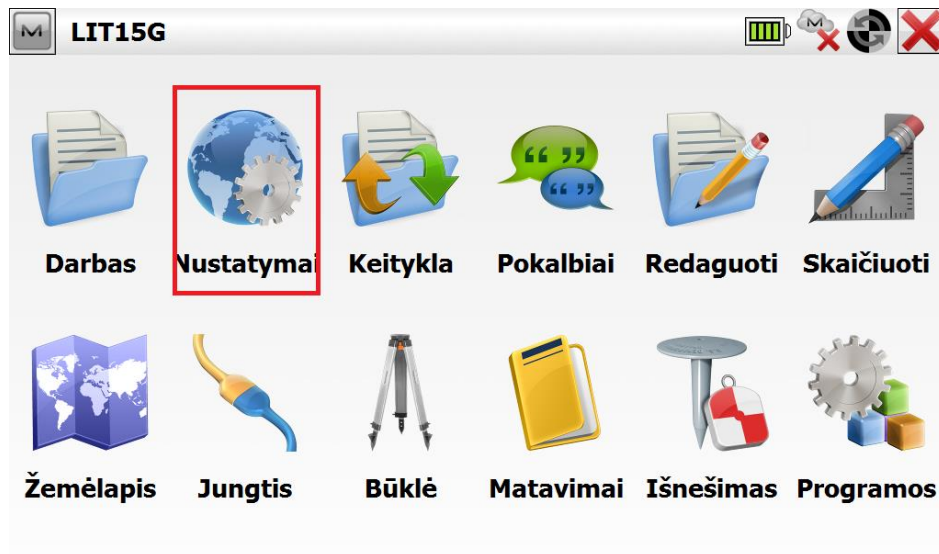 LIT15G
Darbas Nustatymai Keitykla Pokalbiai Redaguoti Skaičiuoti
Žemėlapis Jungtis Būklė Matavimai Išnešimas Programos